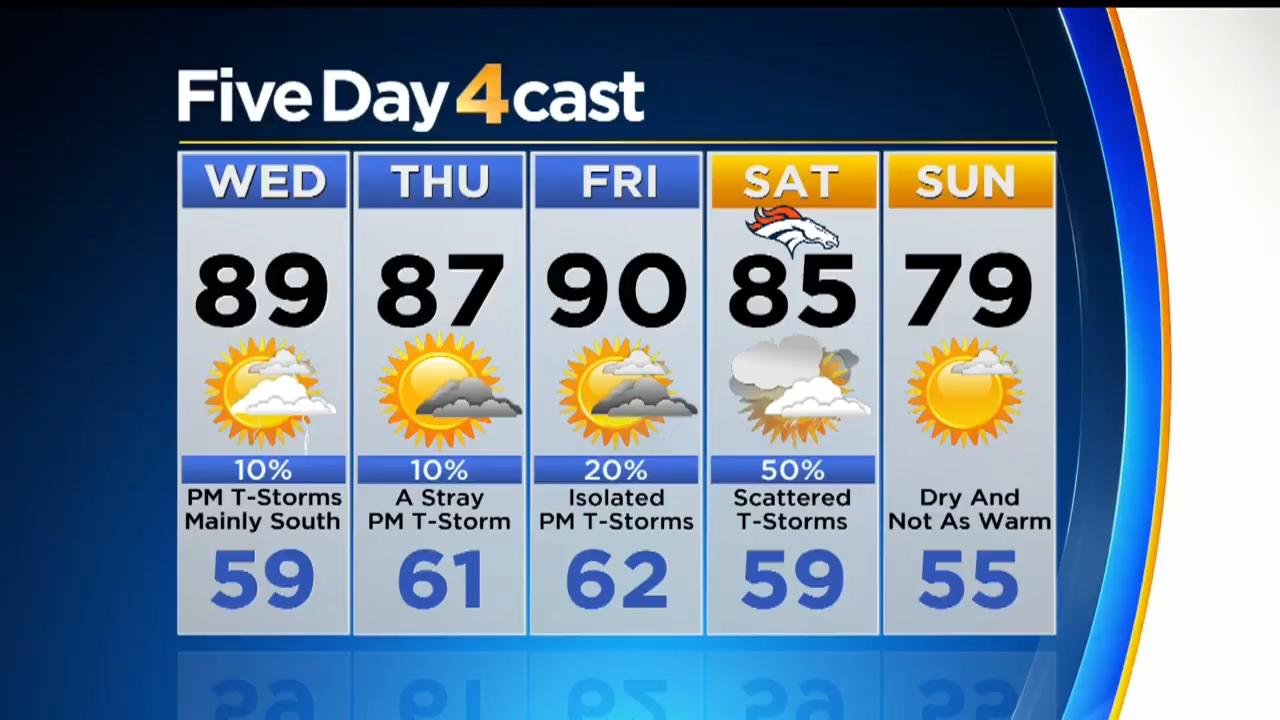 Five Day 4cast
WED
THU
FRI
SAT
SUN
89
87
90
85
79
10%
10%
20%
50%
PM T-Storms
Mainly South
A Stray
PM T-Storm
Isolated
PM T-Storms
Scattered
T-Storms
Dry And
Not As Warm
59
61
62
59
55